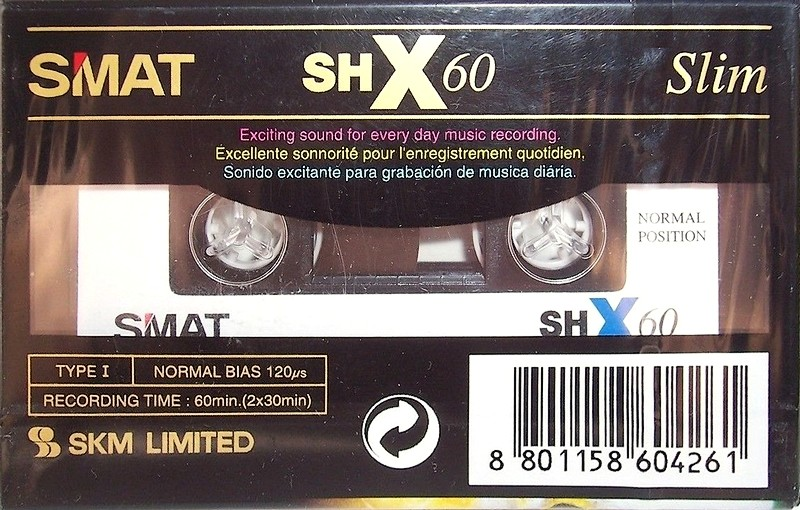 SMAT SHX60 Slim
Exciting sound for every day music recording.
Excellente sonnorité pour l'enregistrement quotidien,
Sonido excitanté para grabación de musica diária.
NORMAL
POSITION
SMAT SHX60
TYPE I NORMAL BIAS 120µs
RECORDING TIME : 60min.(2x30min)
SKM LIMITED
8 801158 604261